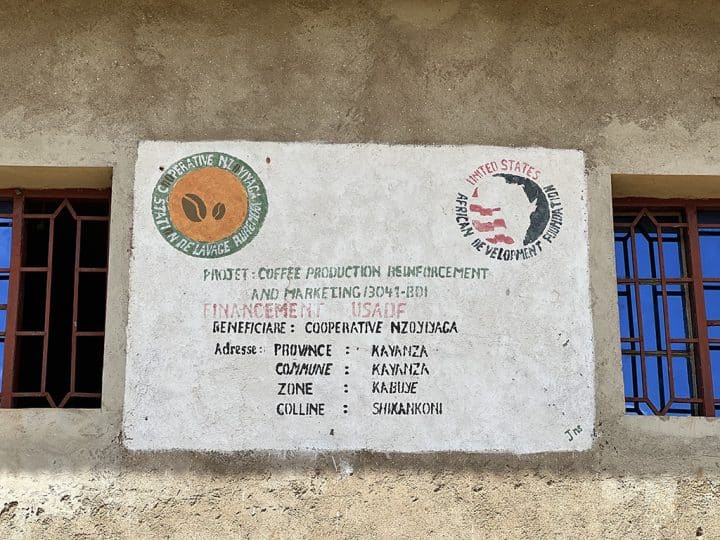 COOPERATIVE NZOYIYAGA
STATION DE LAVAGE
UNITED STATES
AFRICAN DEVELOPMENT FOUNDATION
PROJET : COFFEE PRODUCTION REINFORCEMENT
AND MARKETING/3041-BDI
FINANCEMENT USADF
BENEFICIARE : COOPERATIVE NZOYIYAGA
Adresse : PROVINCE : KAYANZA
COMMUNE : KAYANZA
ZONE : KABUYE
COLLINE : SHIKANKONI